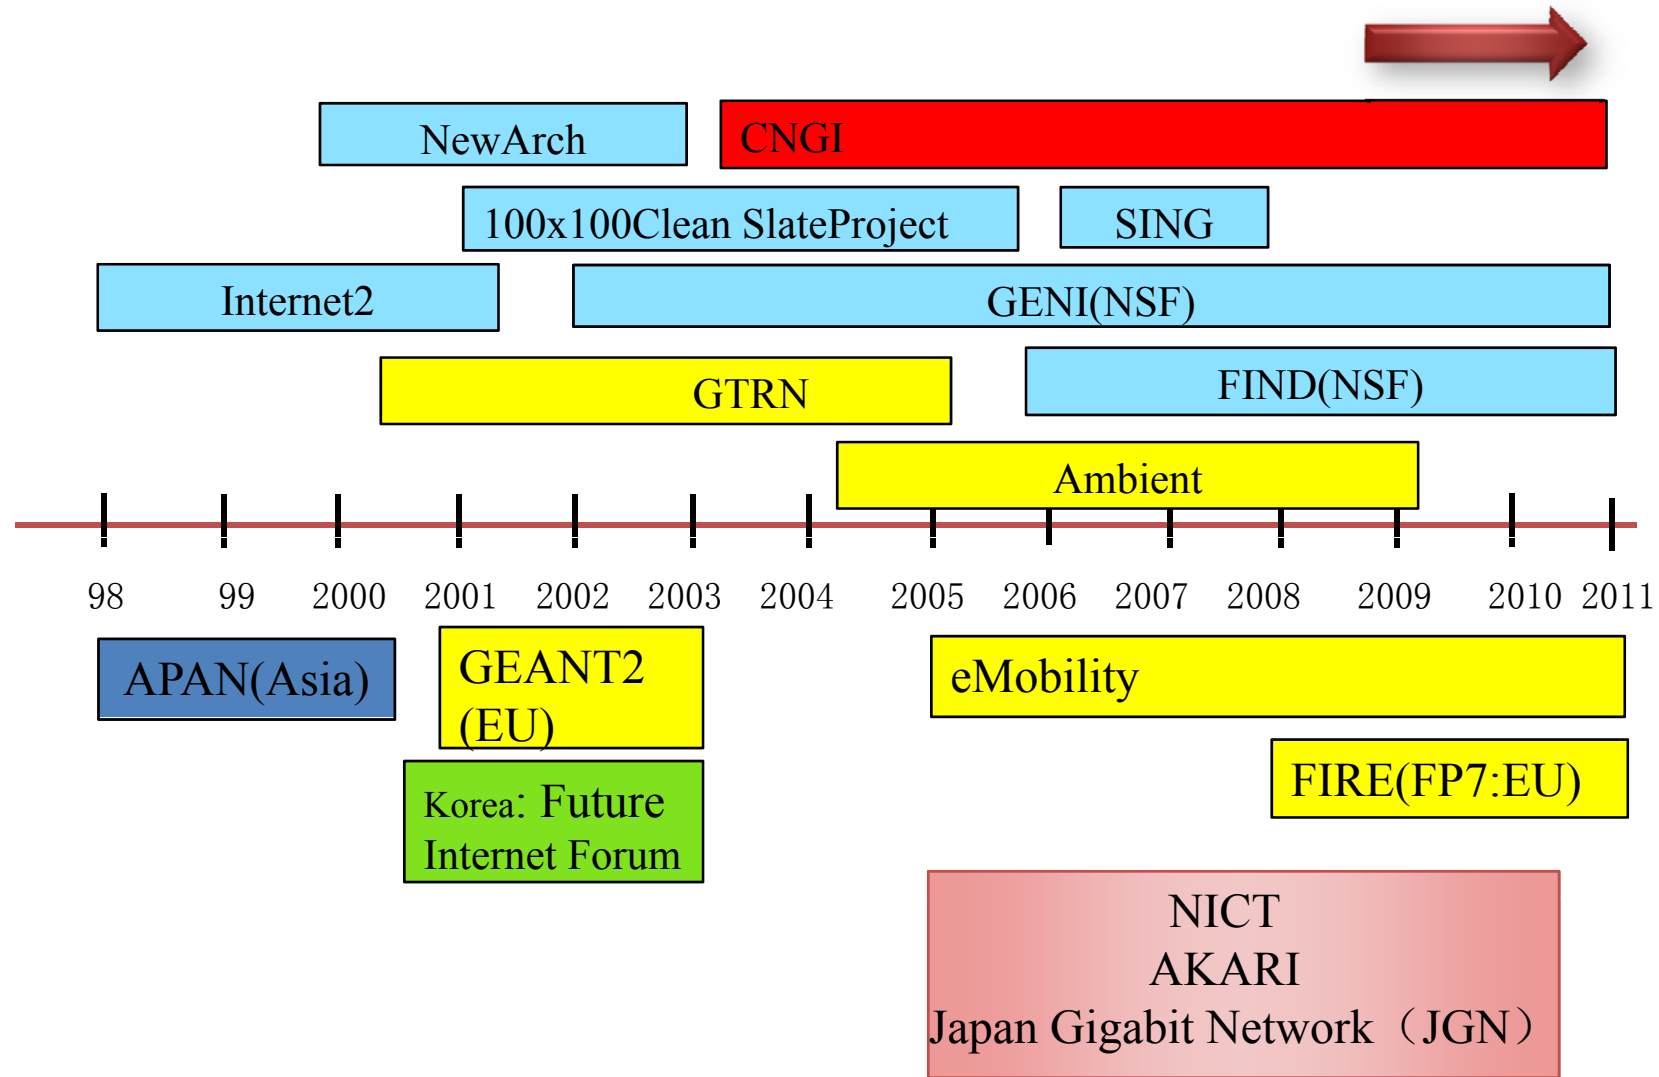 NewArch
CNGI
100x100Clean SlateProject
SING
Internet2
GENI(NSF)
GTRN
FIND(NSF)
Ambient
98 99 2000 2001 2002 2003 2004 2005 2006 2007 2008 2009 2010 2011
APAN(Asia)
GEANT2
(EU)
eMobility
FIRE(FP7:EU)
Korea: Future
Internet Forum
NICT
AKARI
Japan Gigabit Network（JGN）